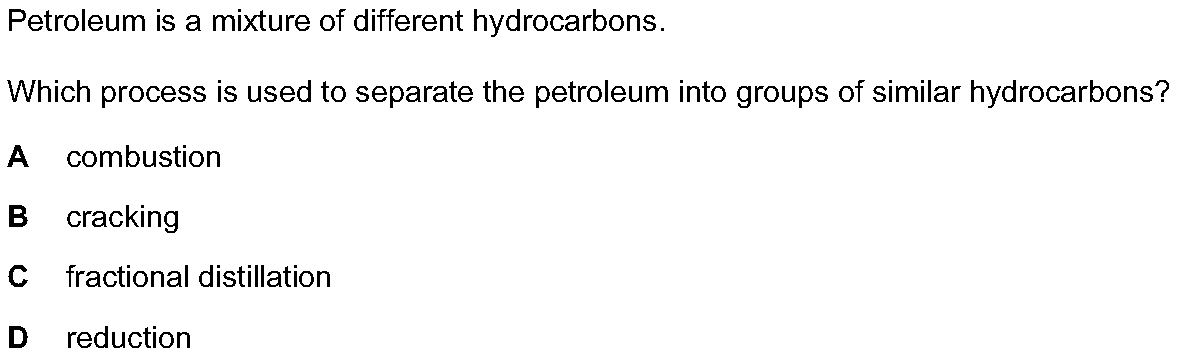 Petroleum is a mixture of different hydrocarbons.
Which process is used to separate the petroleum into groups of similar hydrocarbons?
A combustion
B cracking
C fractional distillation
D reduction